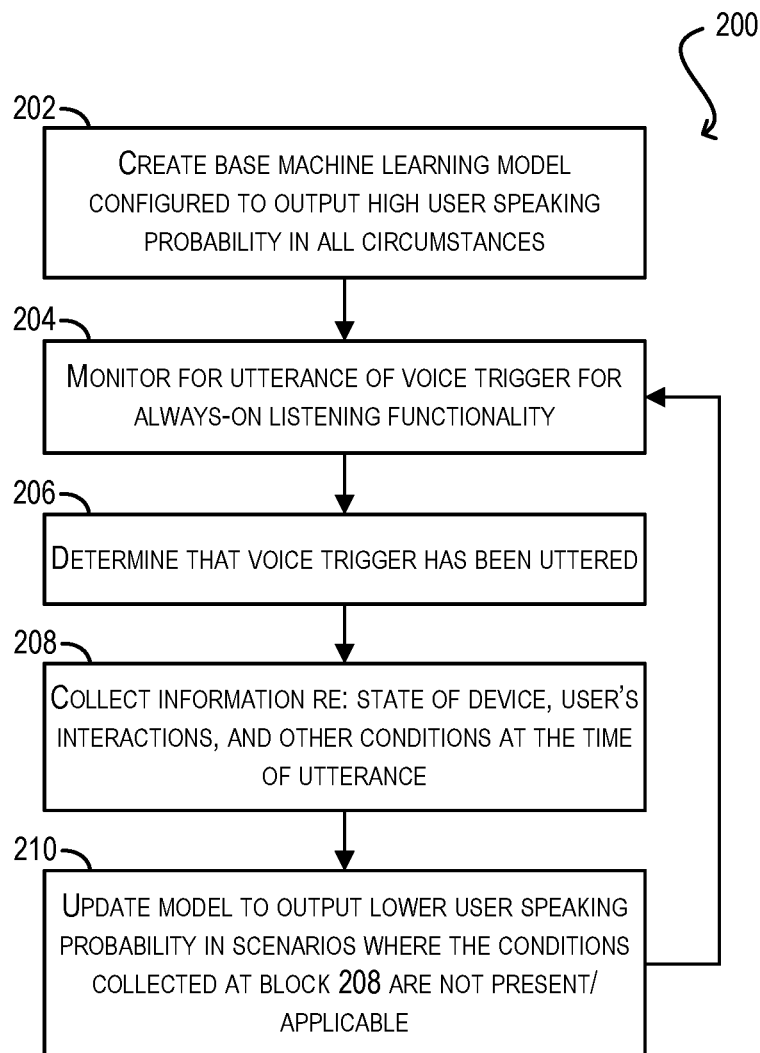 200
202
CREATE BASE MACHINE LEARNING MODEL
CONFIGURED TO OUTPUT HIGH USER SPEAKING
PROBABILITY IN ALL CIRCUMSTANCES
204
MONITOR FOR UTTERANCE OF VOICE TRIGGER FOR
ALWAYS-ON LISTENING FUNCTIONALITY
206
DETERMINE THAT VOICE TRIGGER HAS BEEN UTTERED
208
COLLECT INFORMATION RE: STATE OF DEVICE, USER'S
INTERACTIONS, AND OTHER CONDITIONS AT THE TIME
OF UTTERANCE
210
UPDATE MODEL TO OUTPUT LOWER USER SPEAKING
PROBABILITY IN SCENARIOS WHERE THE CONDITIONS
COLLECTED AT BLOCK 208 ARE NOT PRESENT/
APPLICABLE